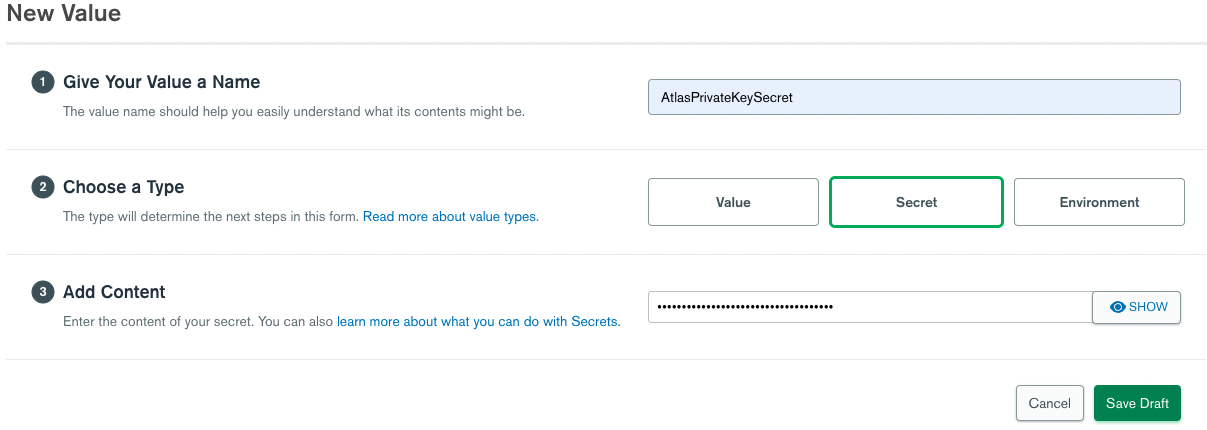 New Value
1 Give Your Value a Name
The value name should help you easily understand what its contents might be.
AtlasPrivateKeySecret
2 Choose a Type
The type will determine the next steps in this form. Read more about value types.
Value Secret Environment
3 Add Content
Enter the content of your secret. You can also learn more about what you can do with Secrets.
•••••••••••••••••••••••••••••••••••• SHOW
Cancel Save Draft